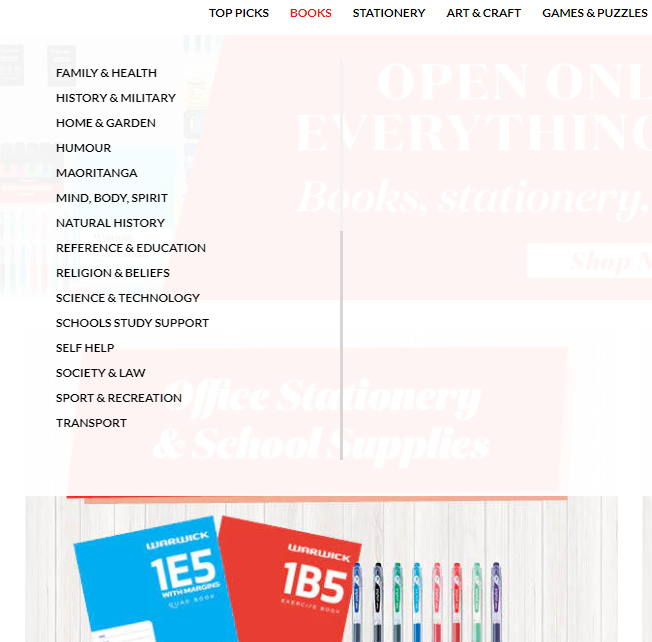 TOP PICKS BOOKS STATIONERY ART & CRAFT GAMES & PUZZLES
FAMILY & HEALTH
HISTORY & MILITARY
HOME & GARDEN
HUMOUR
MAORITANGA
MIND, BODY, SPIRIT
NATURAL HISTORY
REFERENCE & EDUCATION
RELIGION & BELIEFS
SCIENCE & TECHNOLOGY
SCHOOLS STUDY SUPPORT
SELF HELP
SOCIETY & LAW
SPORT & RECREATION
TRANSPORT
OPEN ONL
EVERYTHING
Books, stationery,
Shop N
Office Stationery
& School Supplies
WARWICK
1E5
WITH MARGINS
QUAD BOOK
WARWICK
1B5
EXERCISE BOOK